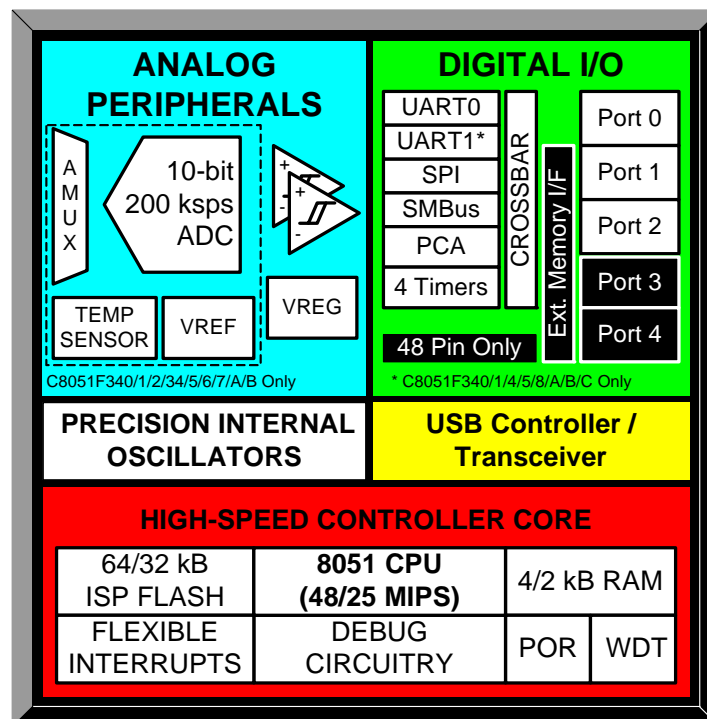 ANALOG
PERIPHERALS
A
M
U
X
10-bit
200 ksps
ADC
+
-
+
-
TEMP
SENSOR
VREF
VREG
C8051F340/1/2/34/5/6/7/A/B Only
DIGITAL I/O
UART0
UART1*
SPI
SMBus
PCA
4 Timers
CROSSBAR
Ext. Memory I/F
Port 0
Port 1
Port 2
Port 3
Port 4
48 Pin Only
* C8051F340/1/4/5/8/A/B/C Only
PRECISION INTERNAL
OSCILLATORS
USB Controller /
Transceiver
HIGH-SPEED CONTROLLER CORE
64/32 kB
ISP FLASH
8051 CPU
(48/25 MIPS)
4/2 kB RAM
FLEXIBLE
INTERRUPTS
DEBUG
CIRCUITRY
POR
WDT